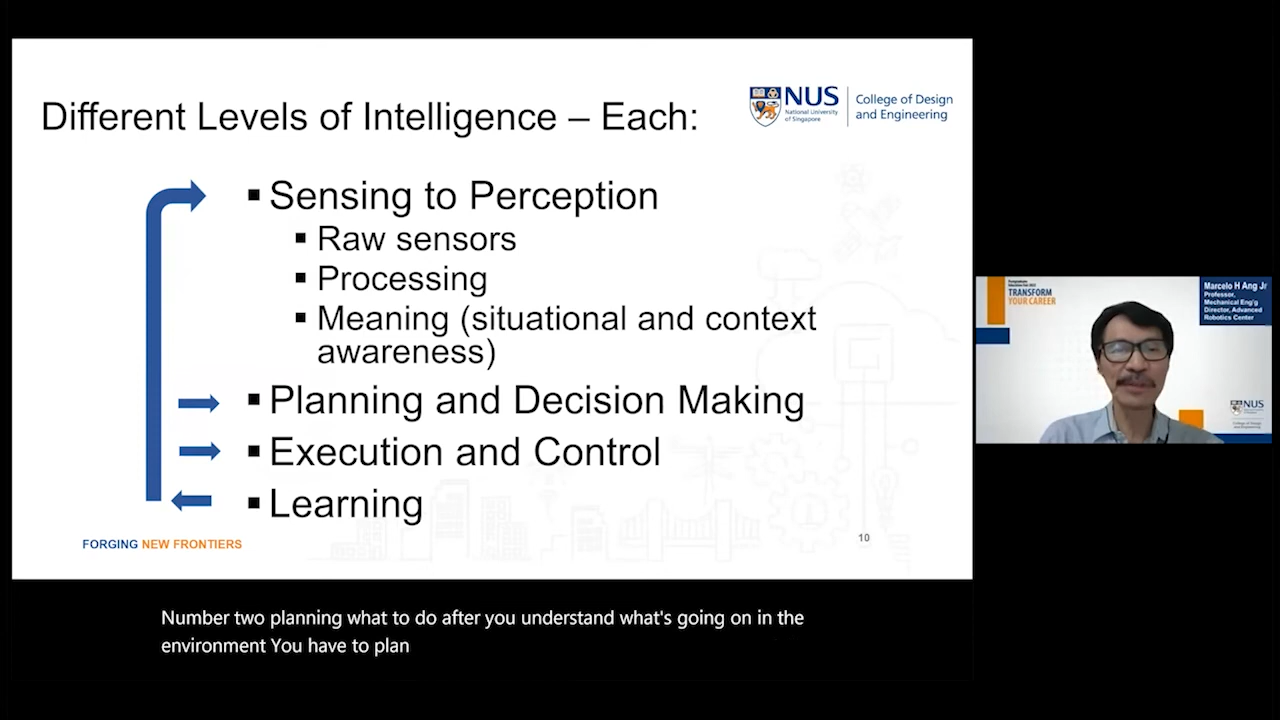 Different Levels of Intelligence – Each:
NUS
National University
of Singapore
College of Design
and Engineering
▪ Sensing to Perception
▪ Raw sensors
▪ Processing
▪ Meaning (situational and context
awareness)
▪ Planning and Decision Making
▪ Execution and Control
▪ Learning
FORGING NEW FRONTIERS
10
TRANSFORM
YOUR CAREER
Marcelo H Ang Jr
Professor,
Mechanical Eng'g
Director, Advanced
Robotics Center
NUS
Number two planning what to do after you understand what's going on in the
environment You have to plan